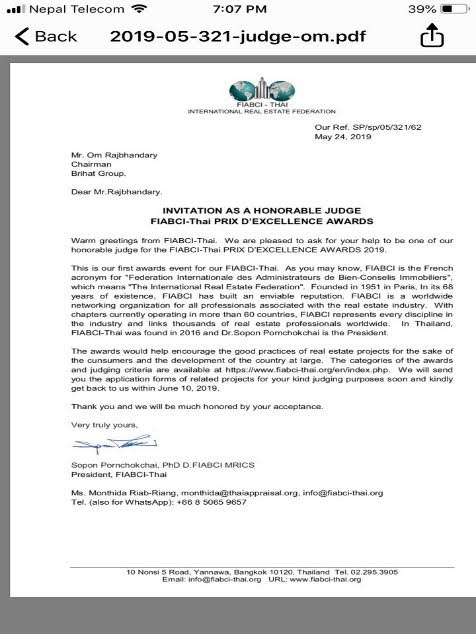 Nepal Telecom 7:07 PM 39%
Back 2019-05-321-judge-om.pdf
FIABCI - THAI
INTERNATIONAL REAL ESTATE FEDERATION
Our Ref. SP/sp/05/321/62
May 24, 2019
Mr. Om Rajbhandary
Chairman
Brihat Group.
Dear Mr.Rajbhandary.
INVITATION AS A HONORABLE JUDGE
FIABCI-Thai PRIX D'EXCELLENCE AWARDS
Warm greetings from FIABCI-Thai. We are pleased to ask for your help to be one of our
honorable judge for the FIABCI-Thai PRIX D'EXCELLENCE AWARDS 2019.
This is our first awards event for our FIABCI-Thai. As you may know, FIABCI is the French
acronym for "Federation Internationale des Administrateurs de Bien-Conselis Immobiliers",
which means "The International Real Estate Federation". Founded in 1951 in Paris, In its 68
years of existence, FIABCI has built an enviable reputation. FIABCI is a worldwide
networking organization for all professionals associated with the real estate industry. With
chapters currently operating in more than 60 countries, FIABCI represents every discipline in
the industry and links thousands of real estate professionals worldwide. In Thailand,
FIABCI-Thai was found in 2016 and Dr.Sopon Pornchokchai is the President.
The awards would help encourage the good practices of real estate projects for the sake of
the cunsumers and the development of the country at large. The categories of the awards
and judging criteria are available at https://www.fiabci-thai.org/en/index.php. We will send
you the application forms of related projects for your kind judging purposes soon and kindly
get back to us within June 10, 2019.
Thank you and we will be much honored by your acceptance.
Very truly yours,
Sopon Pornchokchai, PhD D.FIABCI MRICS
President, FIABCI-Thai
Ms. Monthida Riab-Riang, monthida@thaiappraisal.org, info@fiabci-thai.org
Tel. (also for WhatsApp): +66 8 5065 9657
10 Nonsi 5 Road, Yannawa, Bangkok 10120, Thailand Tel. 02.295.3905
Email: info@fiabci-thai.org URL: www.fiabci-thai.org